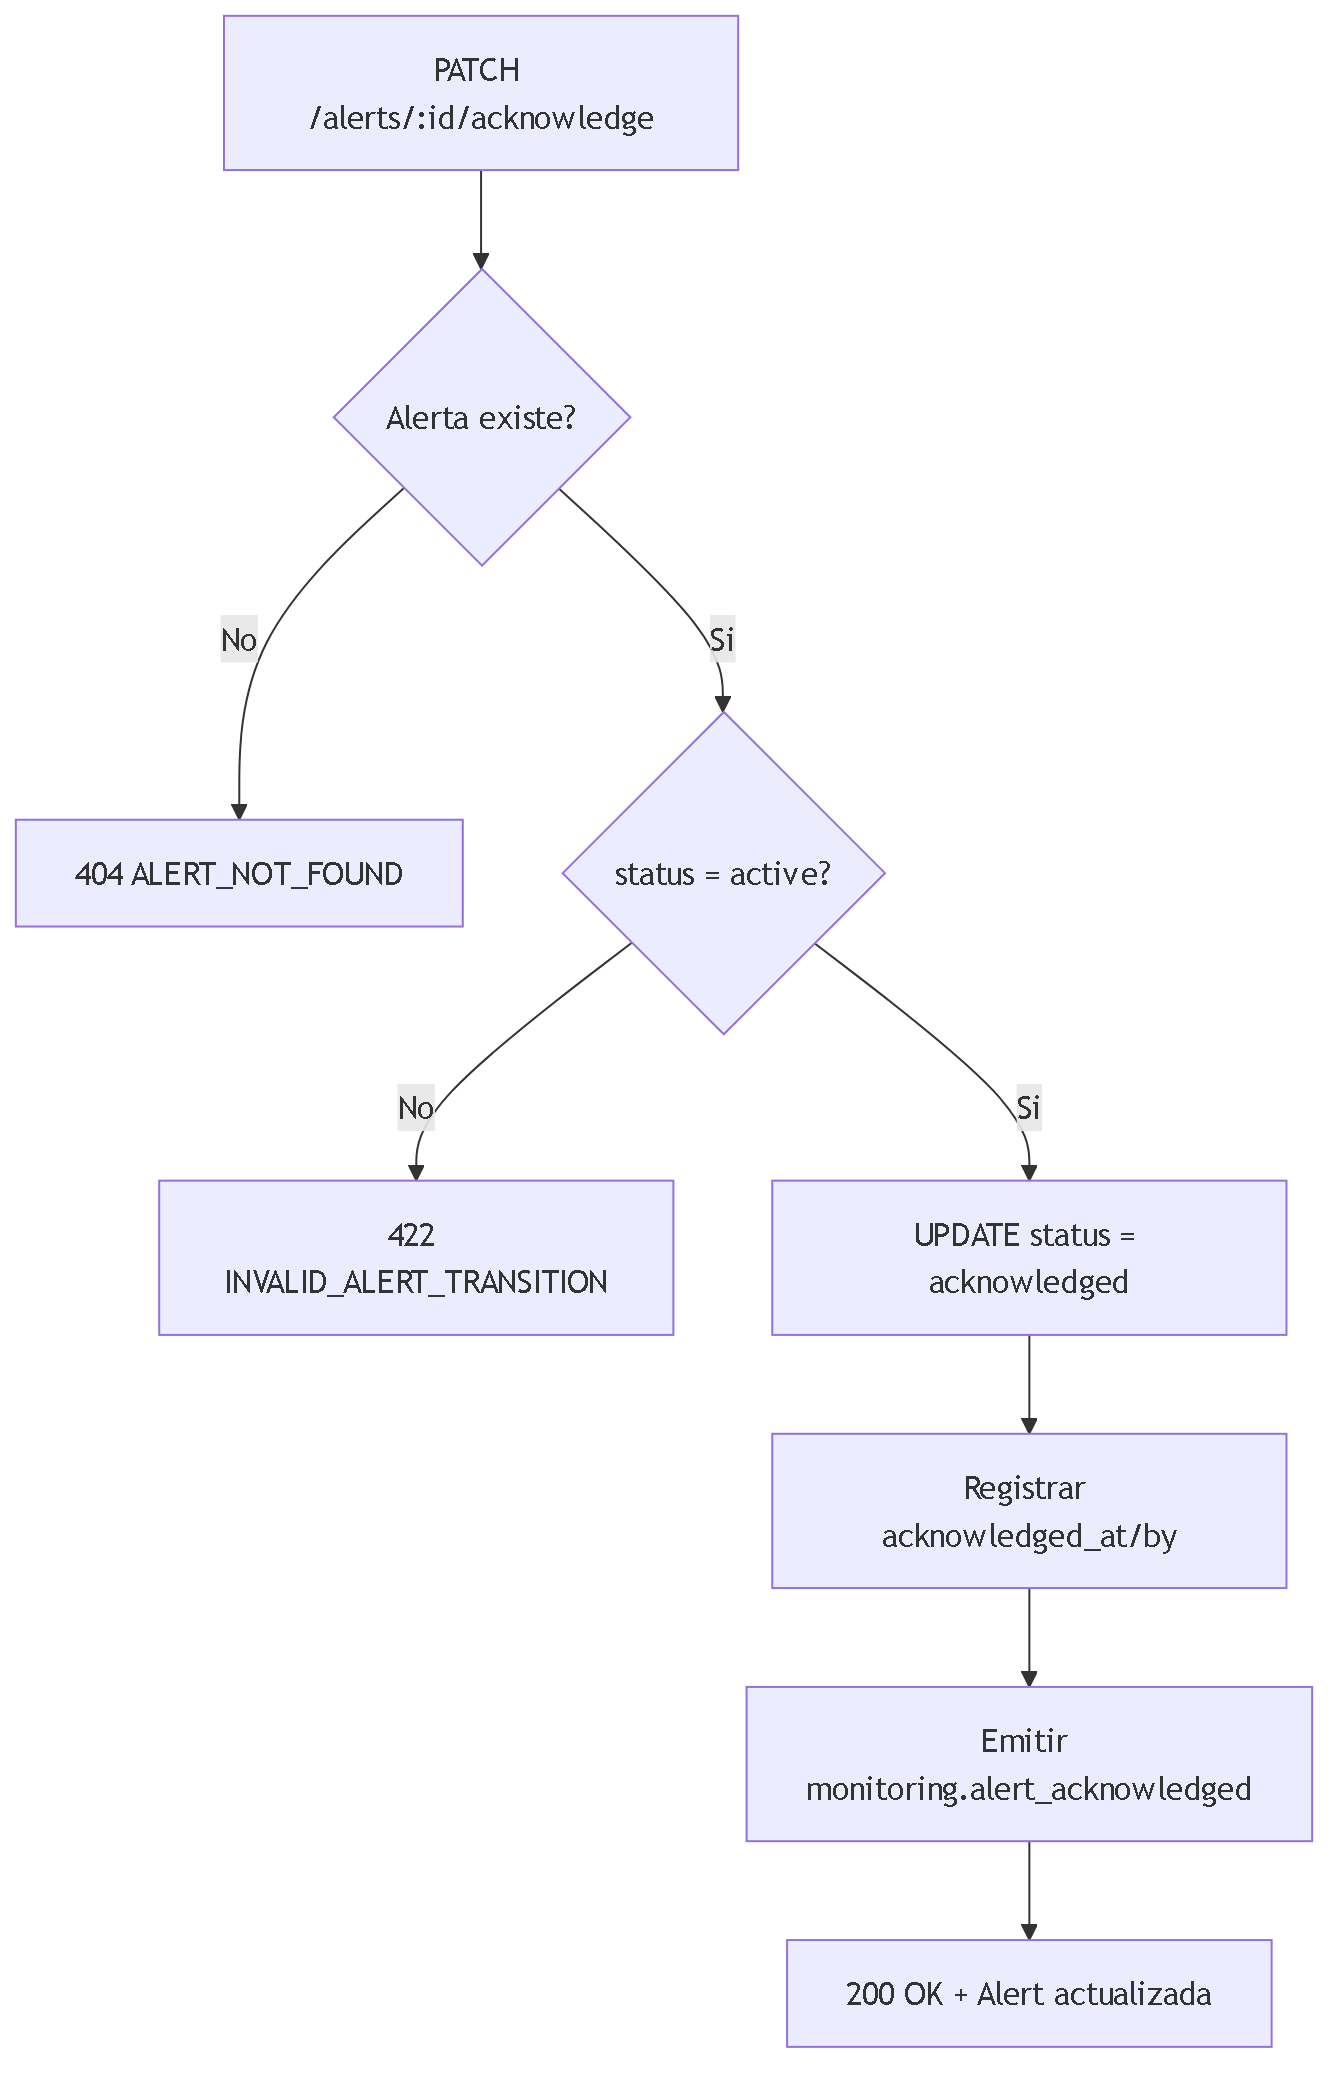 PATCH
/alerts/:id/acknowledge
Alerta existe?
No
Si
404 ALERT_NOT_FOUND
status = active?
No
Si
422
INVALID_ALERT_TRANSITION
UPDATE status =
acknowledged
Registrar
acknowledged_at/by
Emitir
monitoring.alert_acknowledged
200 OK + Alert actualizada